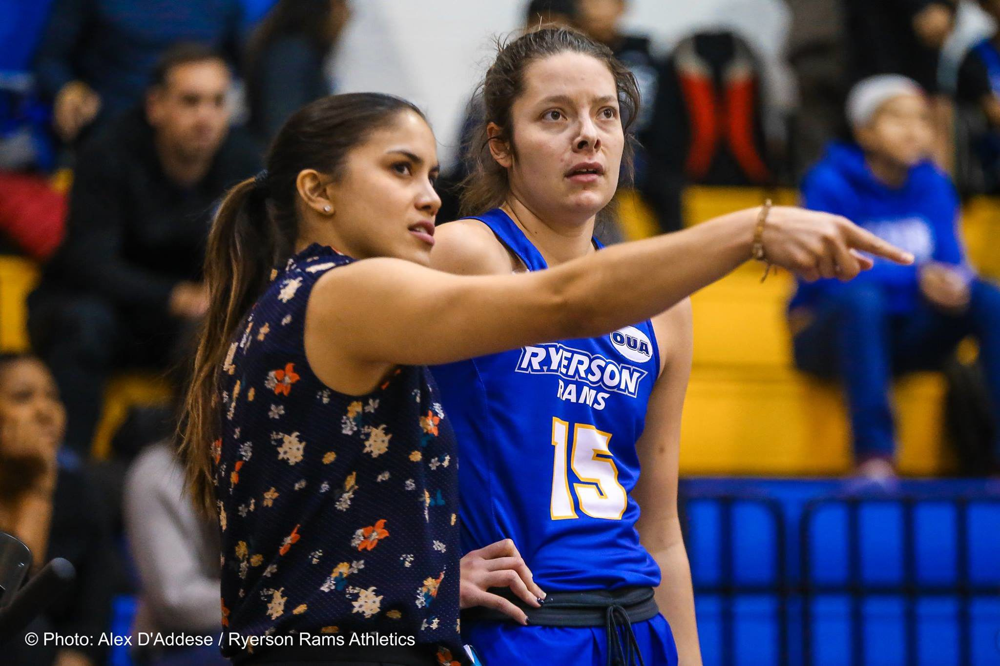 OUA
RYERSON
RAMS
15
© Photo: Alex D'Addese / Ryerson Rams Athletics